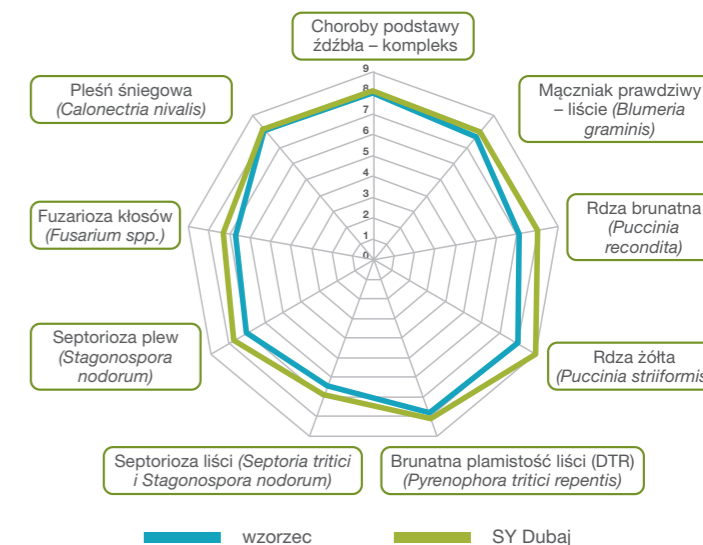 Choroby podstawy
źdźbła – kompleks
Pleśń śniegowa
(Calonectria nivalis)
Mączniak prawdziwy
– liście (Blumeria
graminis)
9
8
7
6
5
4
3
2
1
0
Fuzarioza kłosów
(Fusarium spp.)
Rdza brunatna
(Puccinia
recondita)
Septorioza plew
(Stagonospora
nodorum)
Rdza żółta
(Puccinia striiformis
Septorioza liści (Septoria tritici
i Stagonospora nodorum)
Brunatna plamistość liści (DTR)
(Pyrenophora tritici repentis)
wzorzec
SY Dubaj